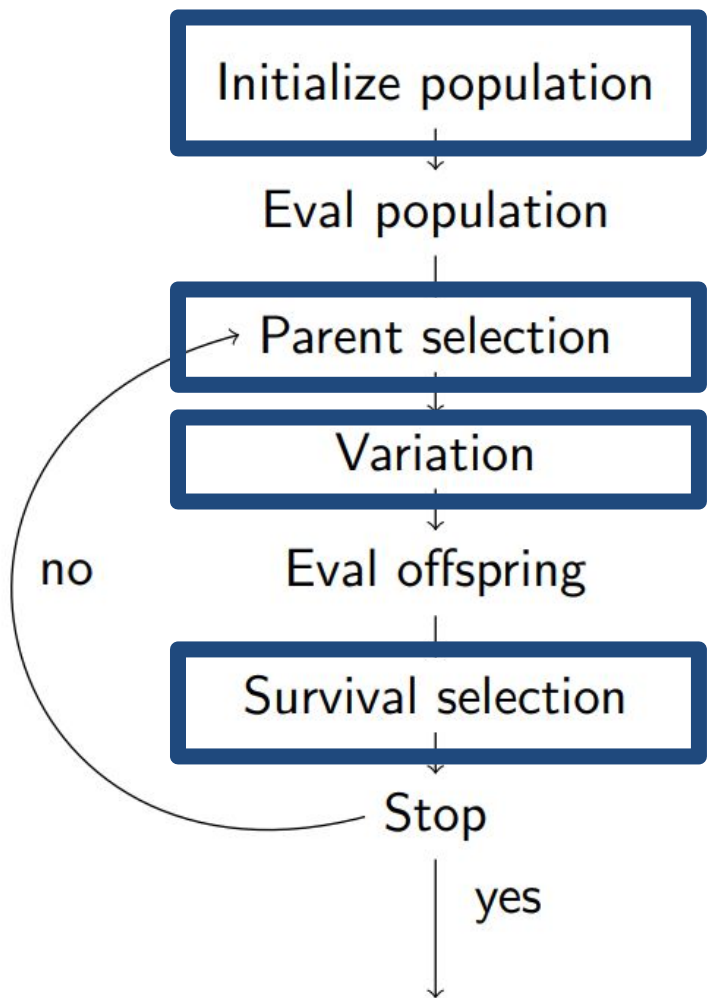 Initialize population
Eval population
Parent selection
Variation
no
Eval offspring
Survival selection
Stop
yes